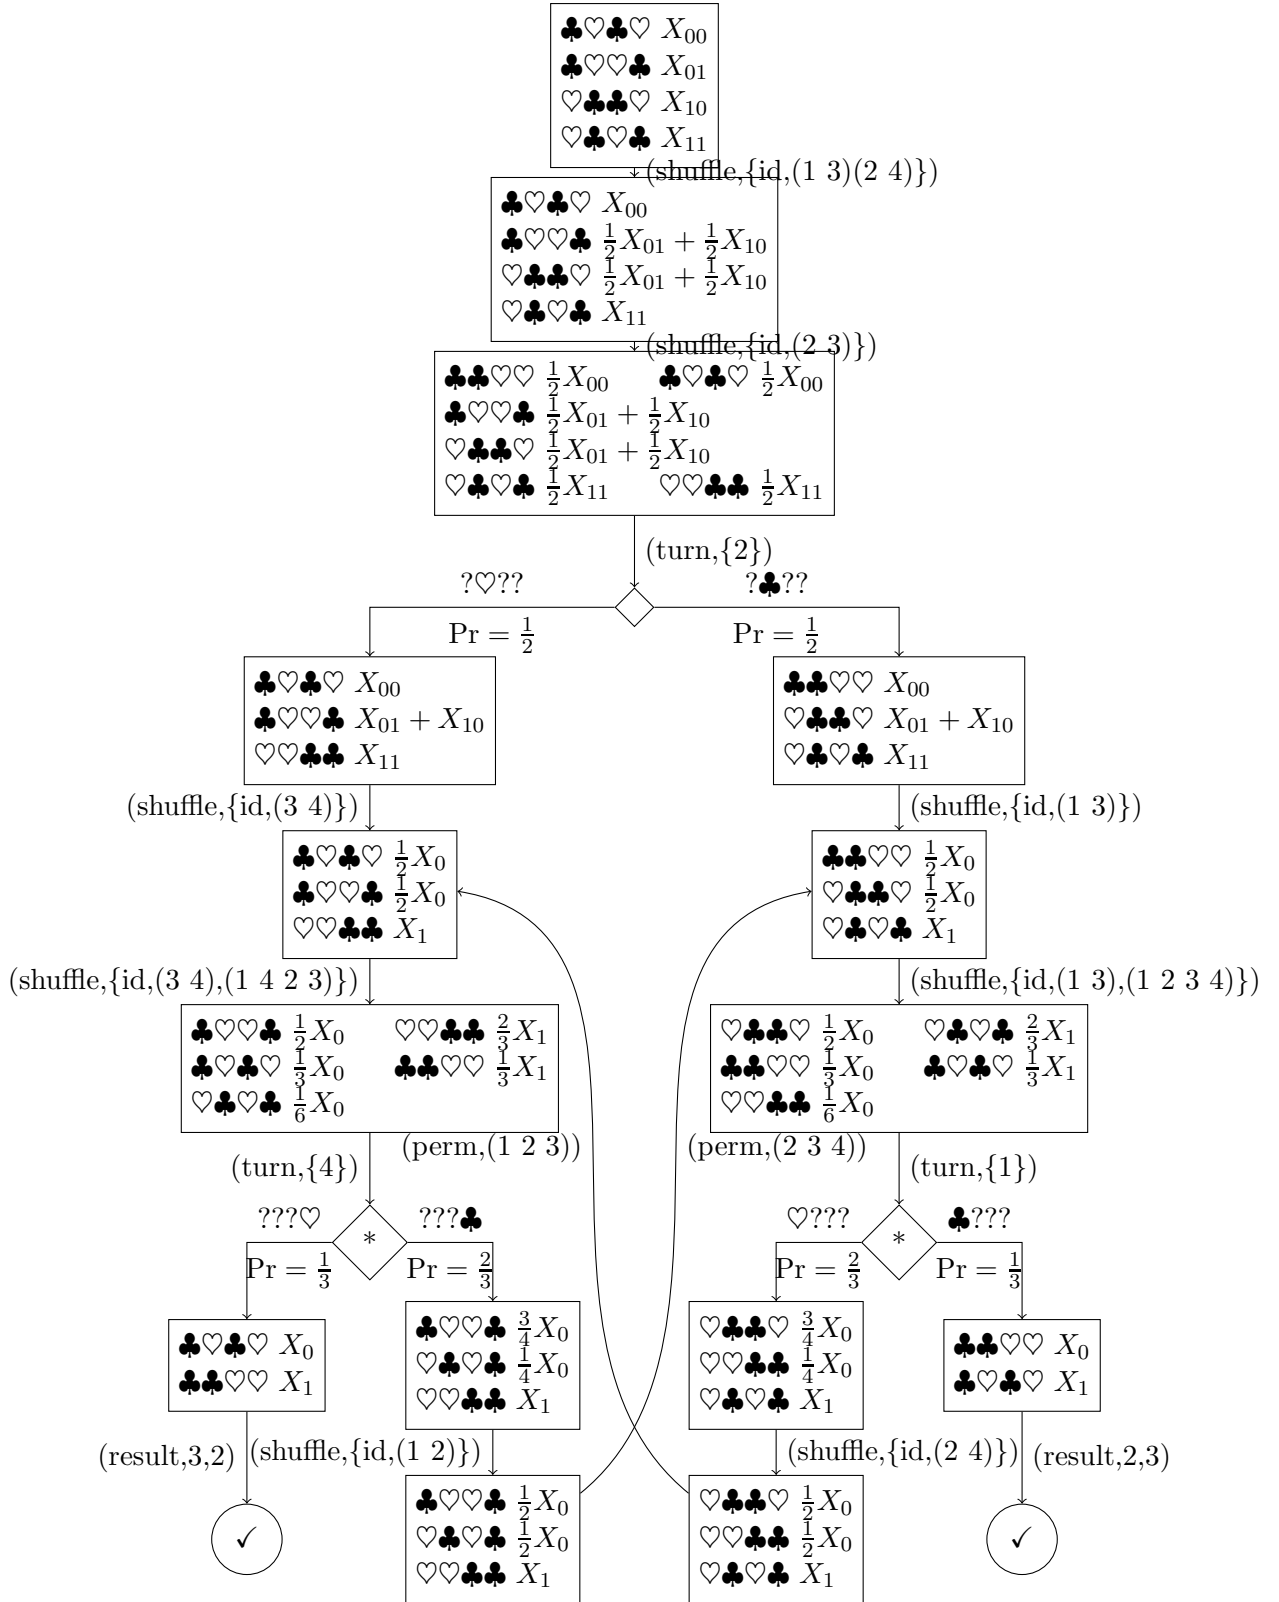 ♣♡♣♡ X₀₀
♣♡♡♣ X₀₁
♡♣♣♡ X₁₀
♡♣♡♣ X₁₁
(shuffle,{id,(1 3)(2 4)})
♣♡♣♡ X₀₀
♣♡♡♣ ½X₀₁ + ½X₁₀
♡♣♣♡ ½X₀₁ + ½X₁₀
♡♣♡♣ X₁₁
(shuffle,{id,(2 3)})
♣♣♡♡ ½X₀₀ ♣♡♣♡ ½X₀₀
♣♡♡♣ ½X₀₁ + ½X₁₀
♡♣♣♡ ½X₀₁ + ½X₁₀
♡♣♡♣ ½X₁₁ ♡♡♣♣ ½X₁₁
(turn,{2})
?♡?? ?♣??
Pr = ½ Pr = ½
♣♡♣♡ X₀₀
♣♡♡♣ X₀₁ + X₁₀
♡♡♣♣ X₁₁
♣♣♡♡ X₀₀
♡♣♣♡ X₀₁ + X₁₀
♡♣♡♣ X₁₁
(shuffle,{id,(3 4)}) (shuffle,{id,(1 3)})
♣♡♣♡ ½X₀
♣♡♡♣ ½X₀
♡♡♣♣ X₁
♣♣♡♡ ½X₀
♡♣♣♡ ½X₀
♡♣♡♣ X₁
(shuffle,{id,(3 4),(1 4 2 3)}) (shuffle,{id,(1 3),(1 2 3 4)})
♣♡♡♣ ½X₀ ♡♡♣♣ ⅔X₁
♣♡♣♡ ⅓X₀ ♣♣♡♡ ⅓X₁
♡♣♡♣ ⅙X₀
♡♣♣♡ ½X₀ ♡♣♡♣ ⅔X₁
♣♣♡♡ ⅓X₀ ♣♡♣♡ ⅓X₁
♡♡♣♣ ⅙X₀
(perm,(1 2 3)) (perm,(2 3 4))
(turn,{4}) (turn,{1})
???♡ ???♣ ♡??? ♣???
* *
Pr = ⅓ Pr = ⅔ Pr = ⅔ Pr = ⅓
♣♡♣♡ X₀
♣♣♡♡ X₁
♣♡♡♣ ¾X₀
♡♣♡♣ ¼X₀
♡♡♣♣ X₁
♡♣♣♡ ¾X₀
♡♡♣♣ ¼X₀
♡♣♡♣ X₁
♣♣♡♡ X₀
♣♡♣♡ X₁
(result,3,2) (shuffle,{id,(1 2)}) (shuffle,{id,(2 4)}) (result,2,3)
✓
♣♡♡♣ ½X₀
♡♣♡♣ ½X₀
♡♡♣♣ X₁
♡♣♣♡ ½X₀
♡♡♣♣ ½X₀
♡♣♡♣ X₁
✓